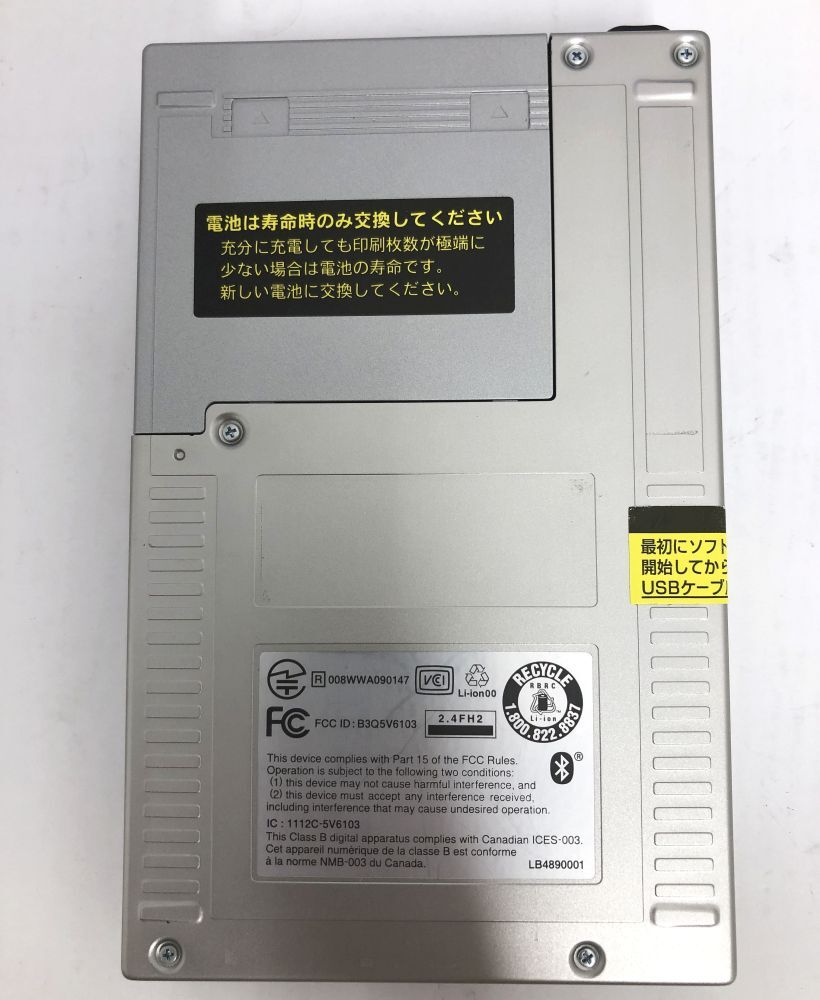 電池は寿命時のみ交換してください
充分に充電しても印刷枚数が極端に
少ない場合は電池の寿命です。
新しい電池に交換してください。
最初にソフト
開始してから
USBケーブル
R 008WWA090147 VCI Li-ion00
RECYCLE
RBRC
Li-ion
1.800.822.8837
FC FCC ID : B3Q5V6103 2.4FH2
This device complies with Part 15 of the FCC Rules.
Operation is subject to the following two conditions:
(1) this device may not cause harmful interference, and
(2) this device must accept any interference received,
including interference that may cause undesired operation.
IC : 1112C-5V6103
This Class B digital apparatus complies with Canadian ICES-003.
Cet appareil numérique de la classe B est conforme
à la norme NMB-003 du Canada.
LB4890001